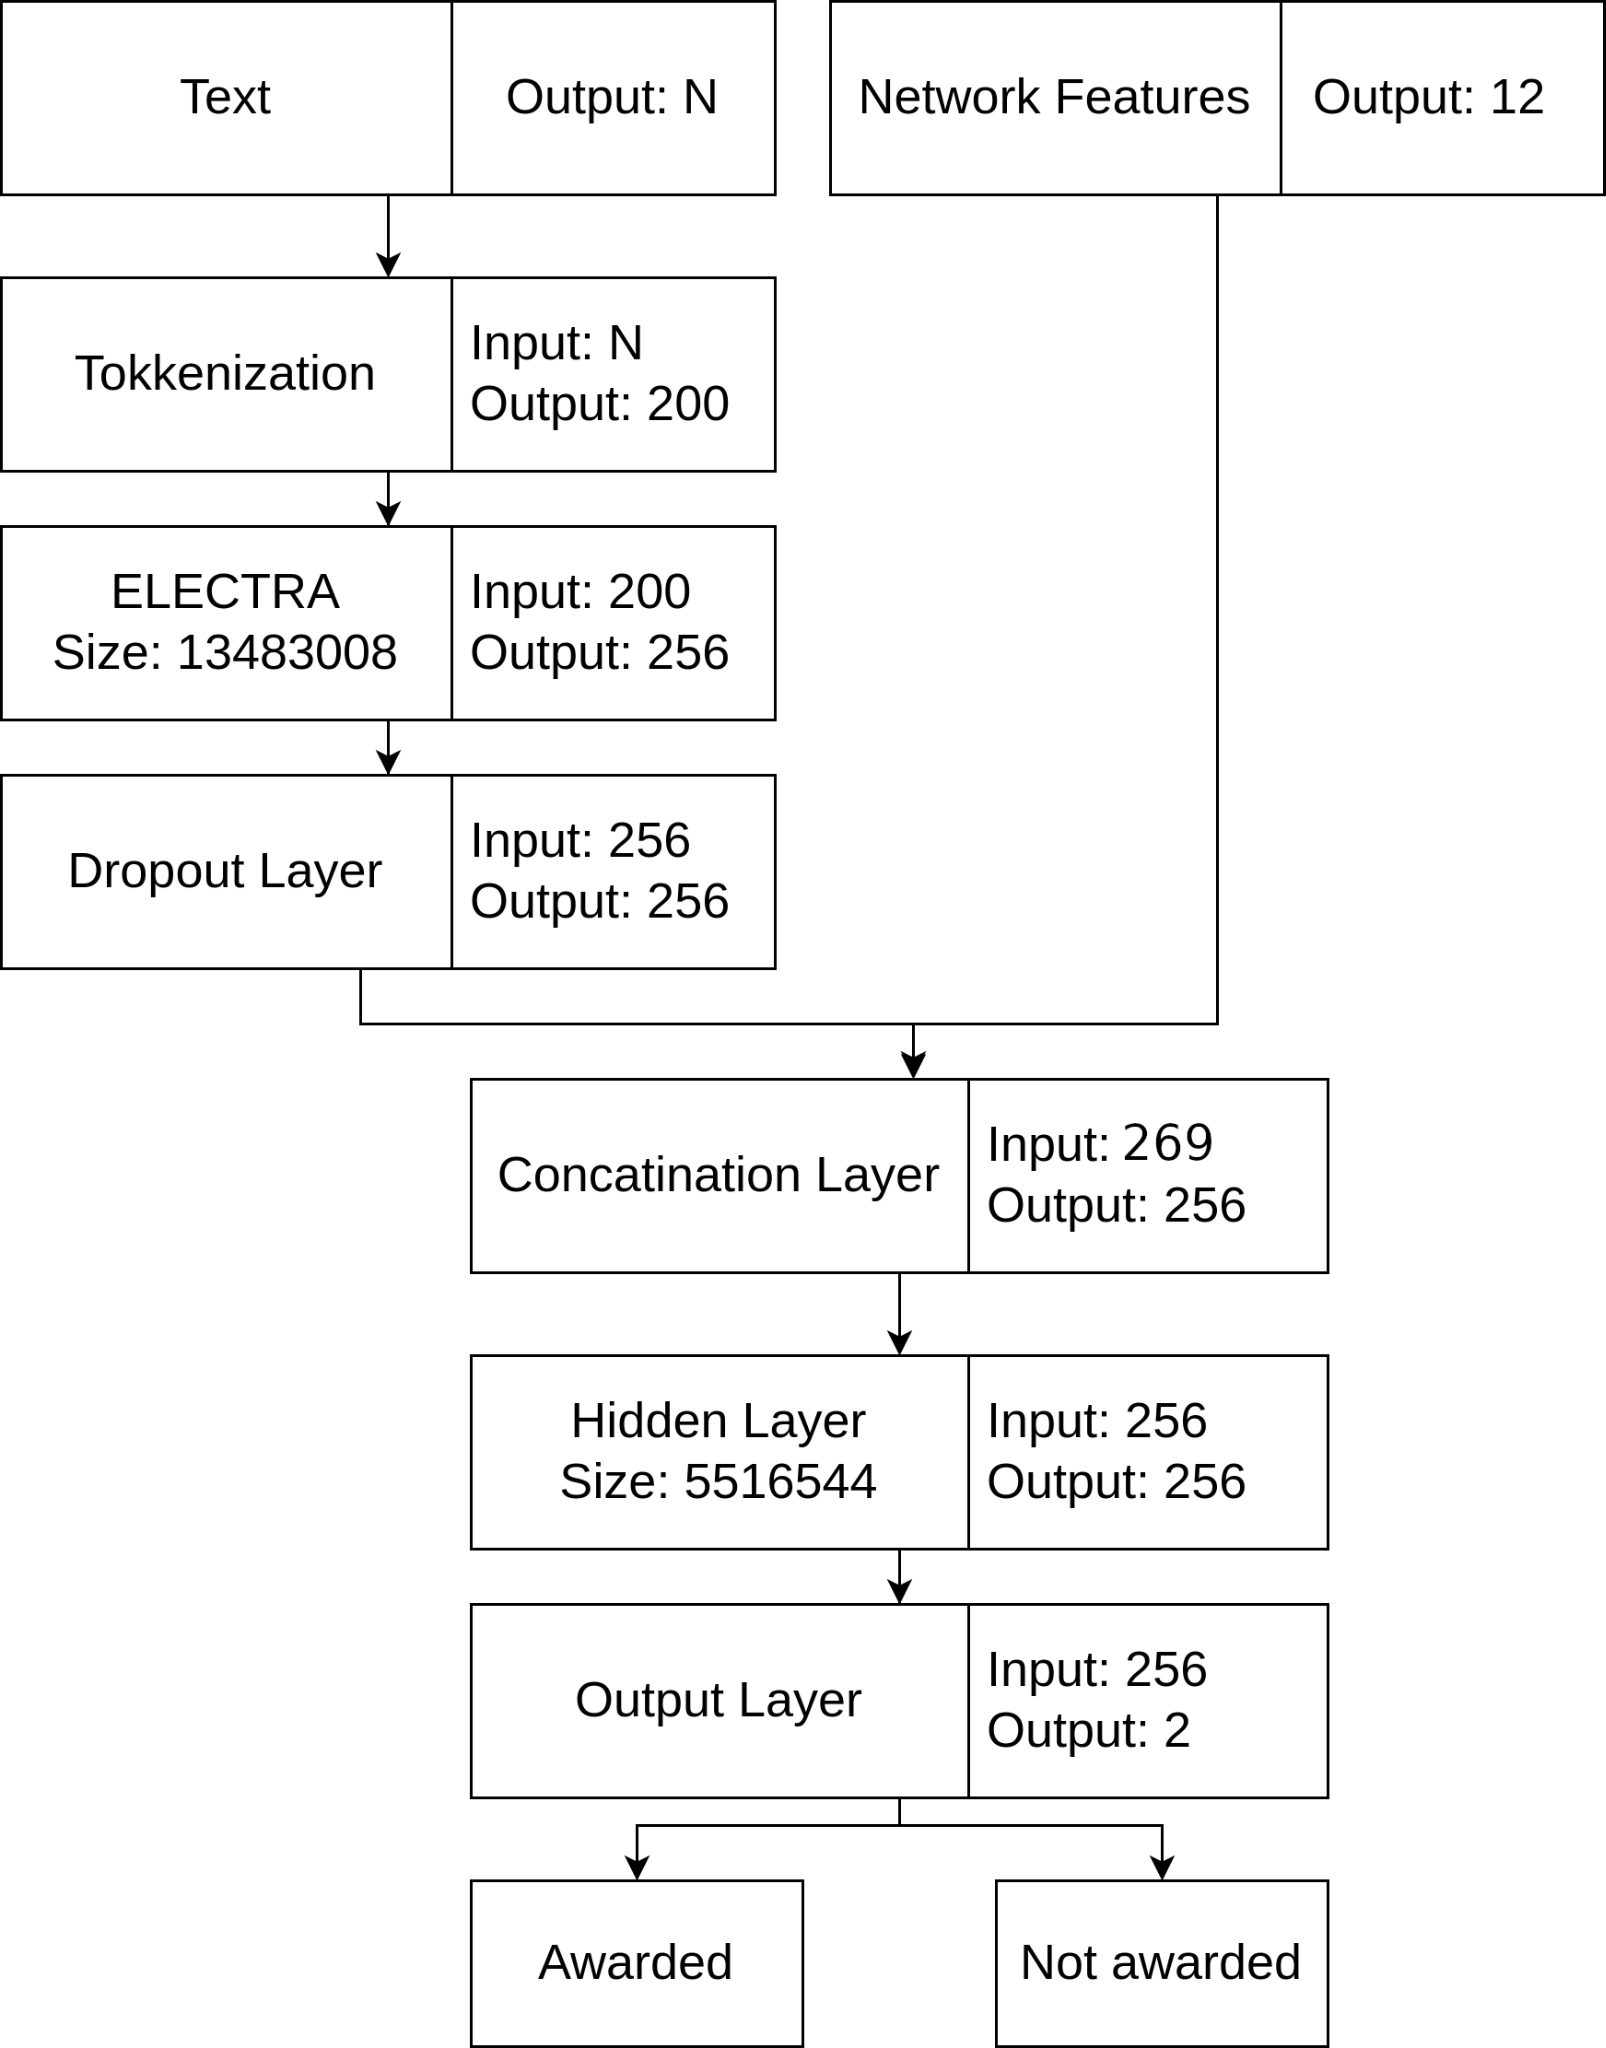 Text
Output: N
Network Features
Output: 12
Tokkenization
Input: N
Output: 200
ELECTRA
Size: 13483008
Input: 200
Output: 256
Dropout Layer
Input: 256
Output: 256
Concatination Layer
Input: 269
Output: 256
Hidden Layer
Size: 5516544
Input: 256
Output: 256
Output Layer
Input: 256
Output: 2
Awarded
Not awarded